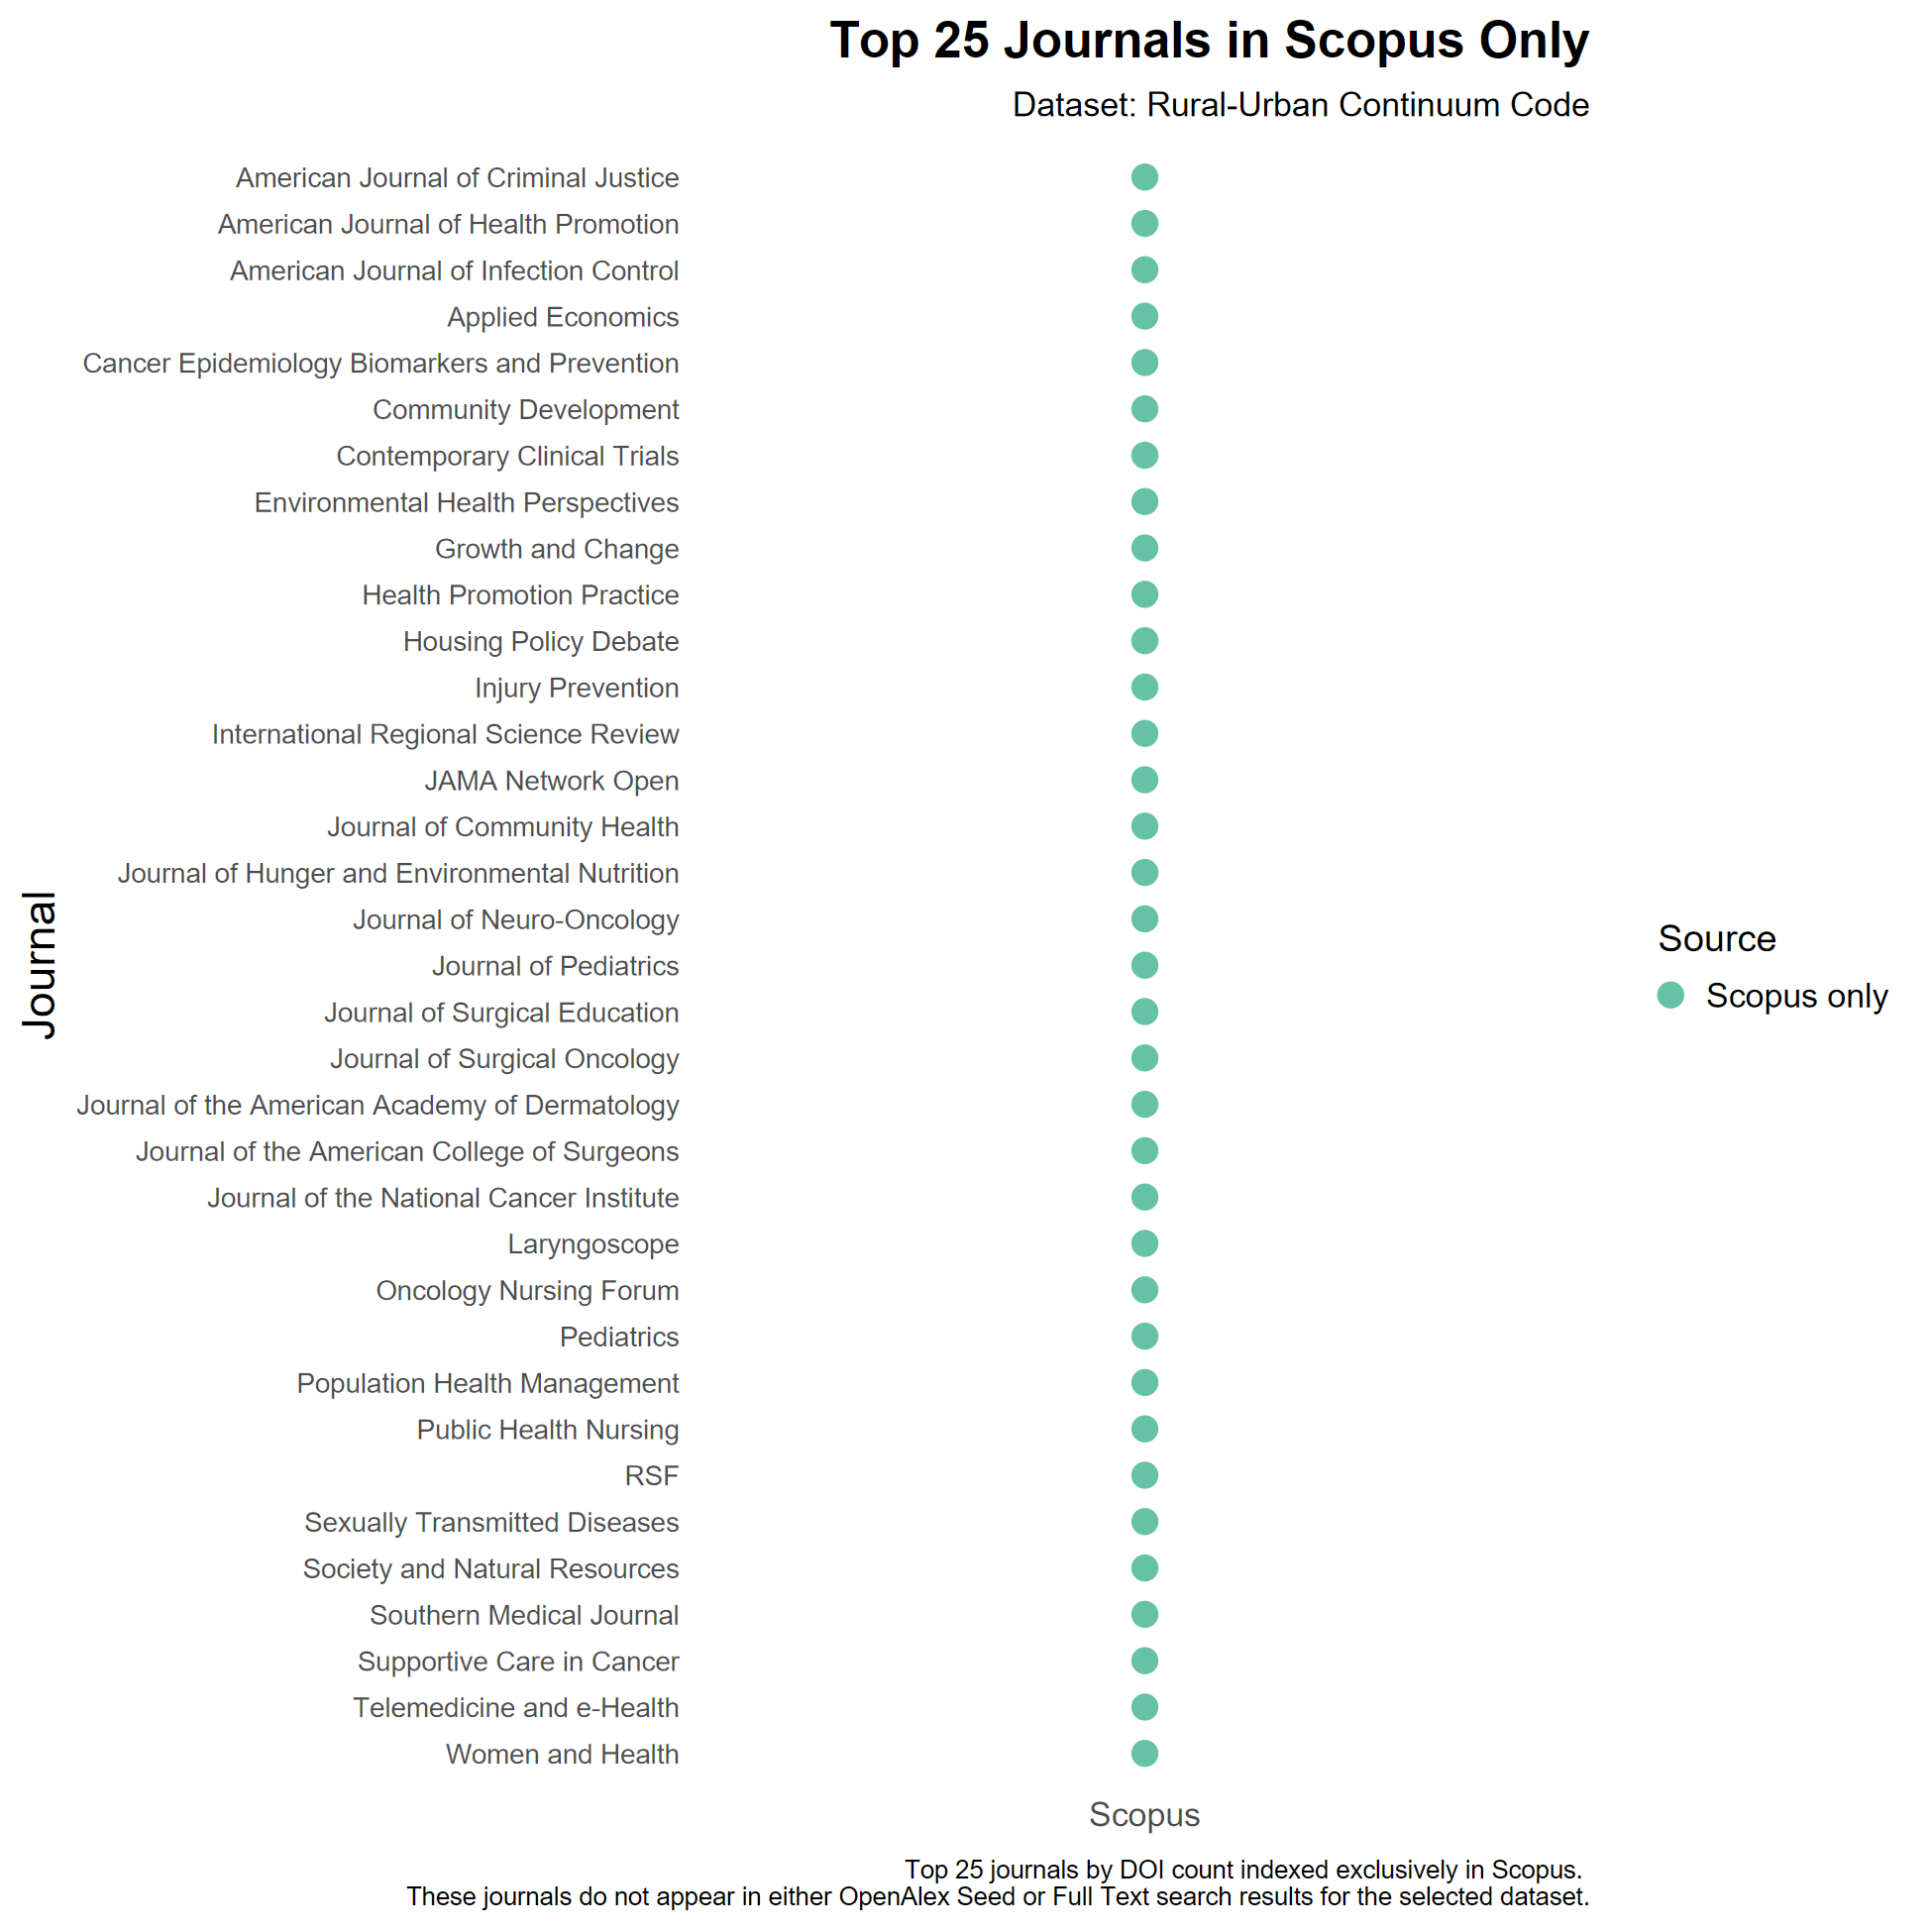 Top 25 Journals in Scopus Only
Dataset: Rural-Urban Continuum Code
American Journal of Criminal Justice
American Journal of Health Promotion
American Journal of Infection Control
Applied Economics
Cancer Epidemiology Biomarkers and Prevention
Community Development
Contemporary Clinical Trials
Environmental Health Perspectives
Growth and Change
Health Promotion Practice
Housing Policy Debate
Injury Prevention
International Regional Science Review
JAMA Network Open
Journal of Community Health
Journal of Hunger and Environmental Nutrition
Journal of Neuro-Oncology
Journal of Pediatrics
Journal of Surgical Education
Journal of Surgical Oncology
Journal of the American Academy of Dermatology
Journal of the American College of Surgeons
Journal of the National Cancer Institute
Laryngoscope
Oncology Nursing Forum
Pediatrics
Population Health Management
Public Health Nursing
RSF
Sexually Transmitted Diseases
Society and Natural Resources
Southern Medical Journal
Supportive Care in Cancer
Telemedicine and e-Health
Women and Health
Journal
Scopus
Source
Scopus only
Top 25 journals by DOI count indexed exclusively in Scopus.
These journals do not appear in either OpenAlex Seed or Full Text search results for the selected dataset.